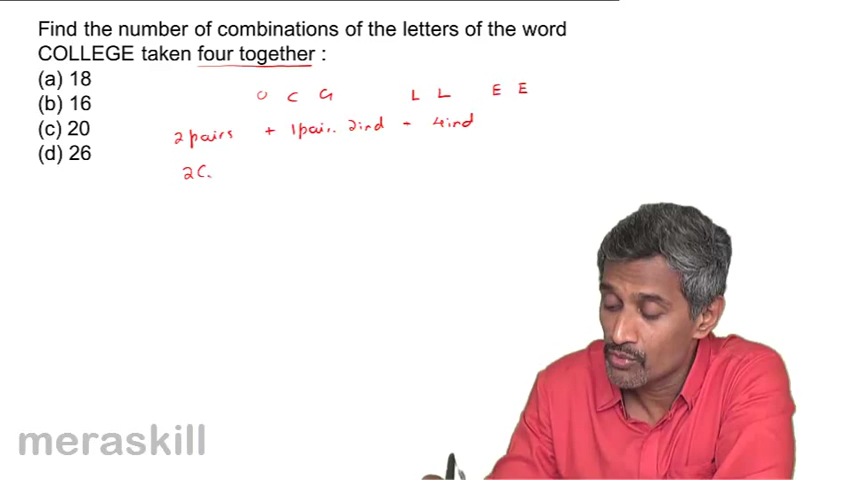 Find the number of combinations of the letters of the word
COLLEGE taken four together :
(a) 18
(b) 16
(c) 20
(d) 26
O C G L L E E
2 pairs + 1 pair. 2 ind - 4 ind
2C.
meraskill